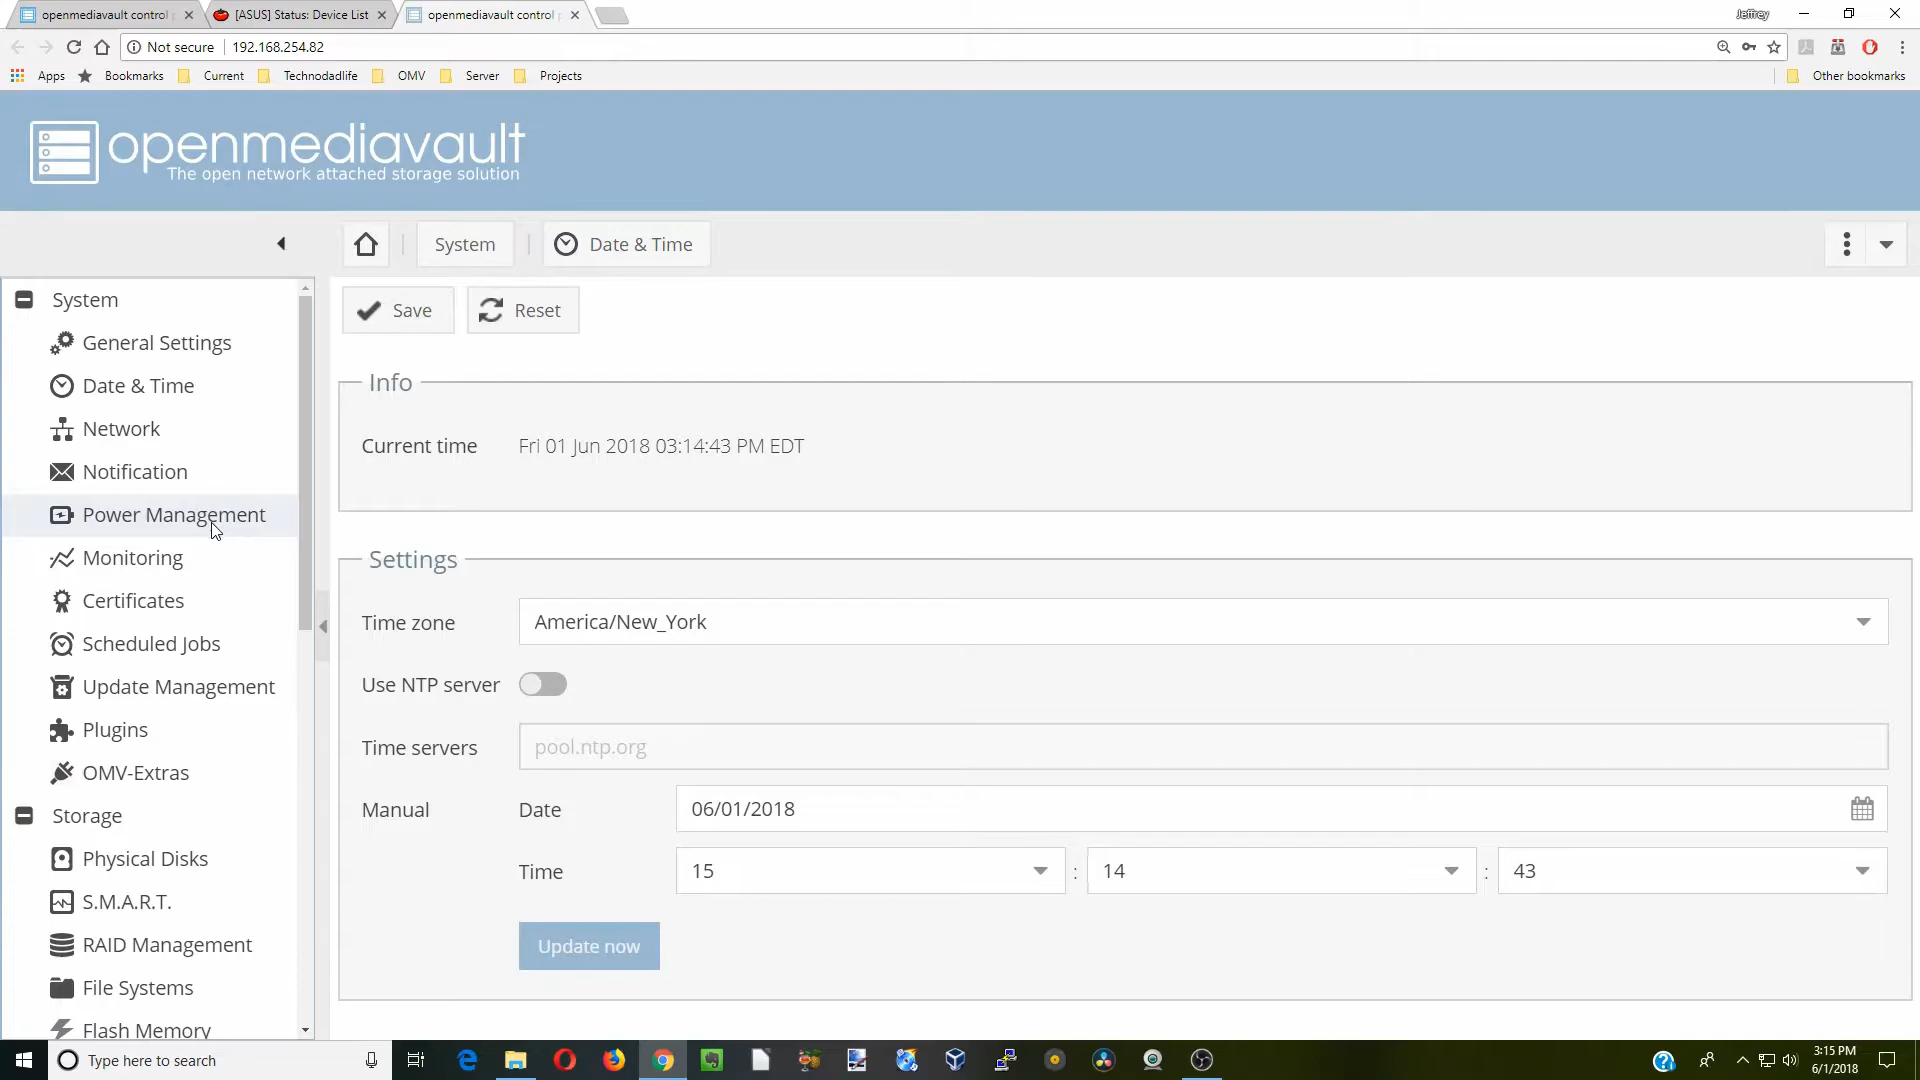 openmediavault control
[ASUS] Status: Device List
openmediavault control
Jeffrey
Not secure
192.168.254.82
Apps
Bookmarks
Current
Technodadlife
OMV
Server
Projects
Other bookmarks
openmediavault
The open network attached storage solution
System
Date & Time
System
General Settings
Date & Time
Network
Notification
Power Management
Monitoring
Certificates
Scheduled Jobs
Update Management
Plugins
OMV-Extras
Storage
Physical Disks
S.M.A.R.T.
RAID Management
File Systems
Flash Memory
Save
Reset
Info
Current time
Fri 01 Jun 2018 03:14:43 PM EDT
Settings
Time zone
America/New_York
Use NTP server
Time servers
pool.ntp.org
Manual
Date
06/01/2018
Time
15
:
14
:
43
Update now
Type here to search
3:15 PM
6/1/2018